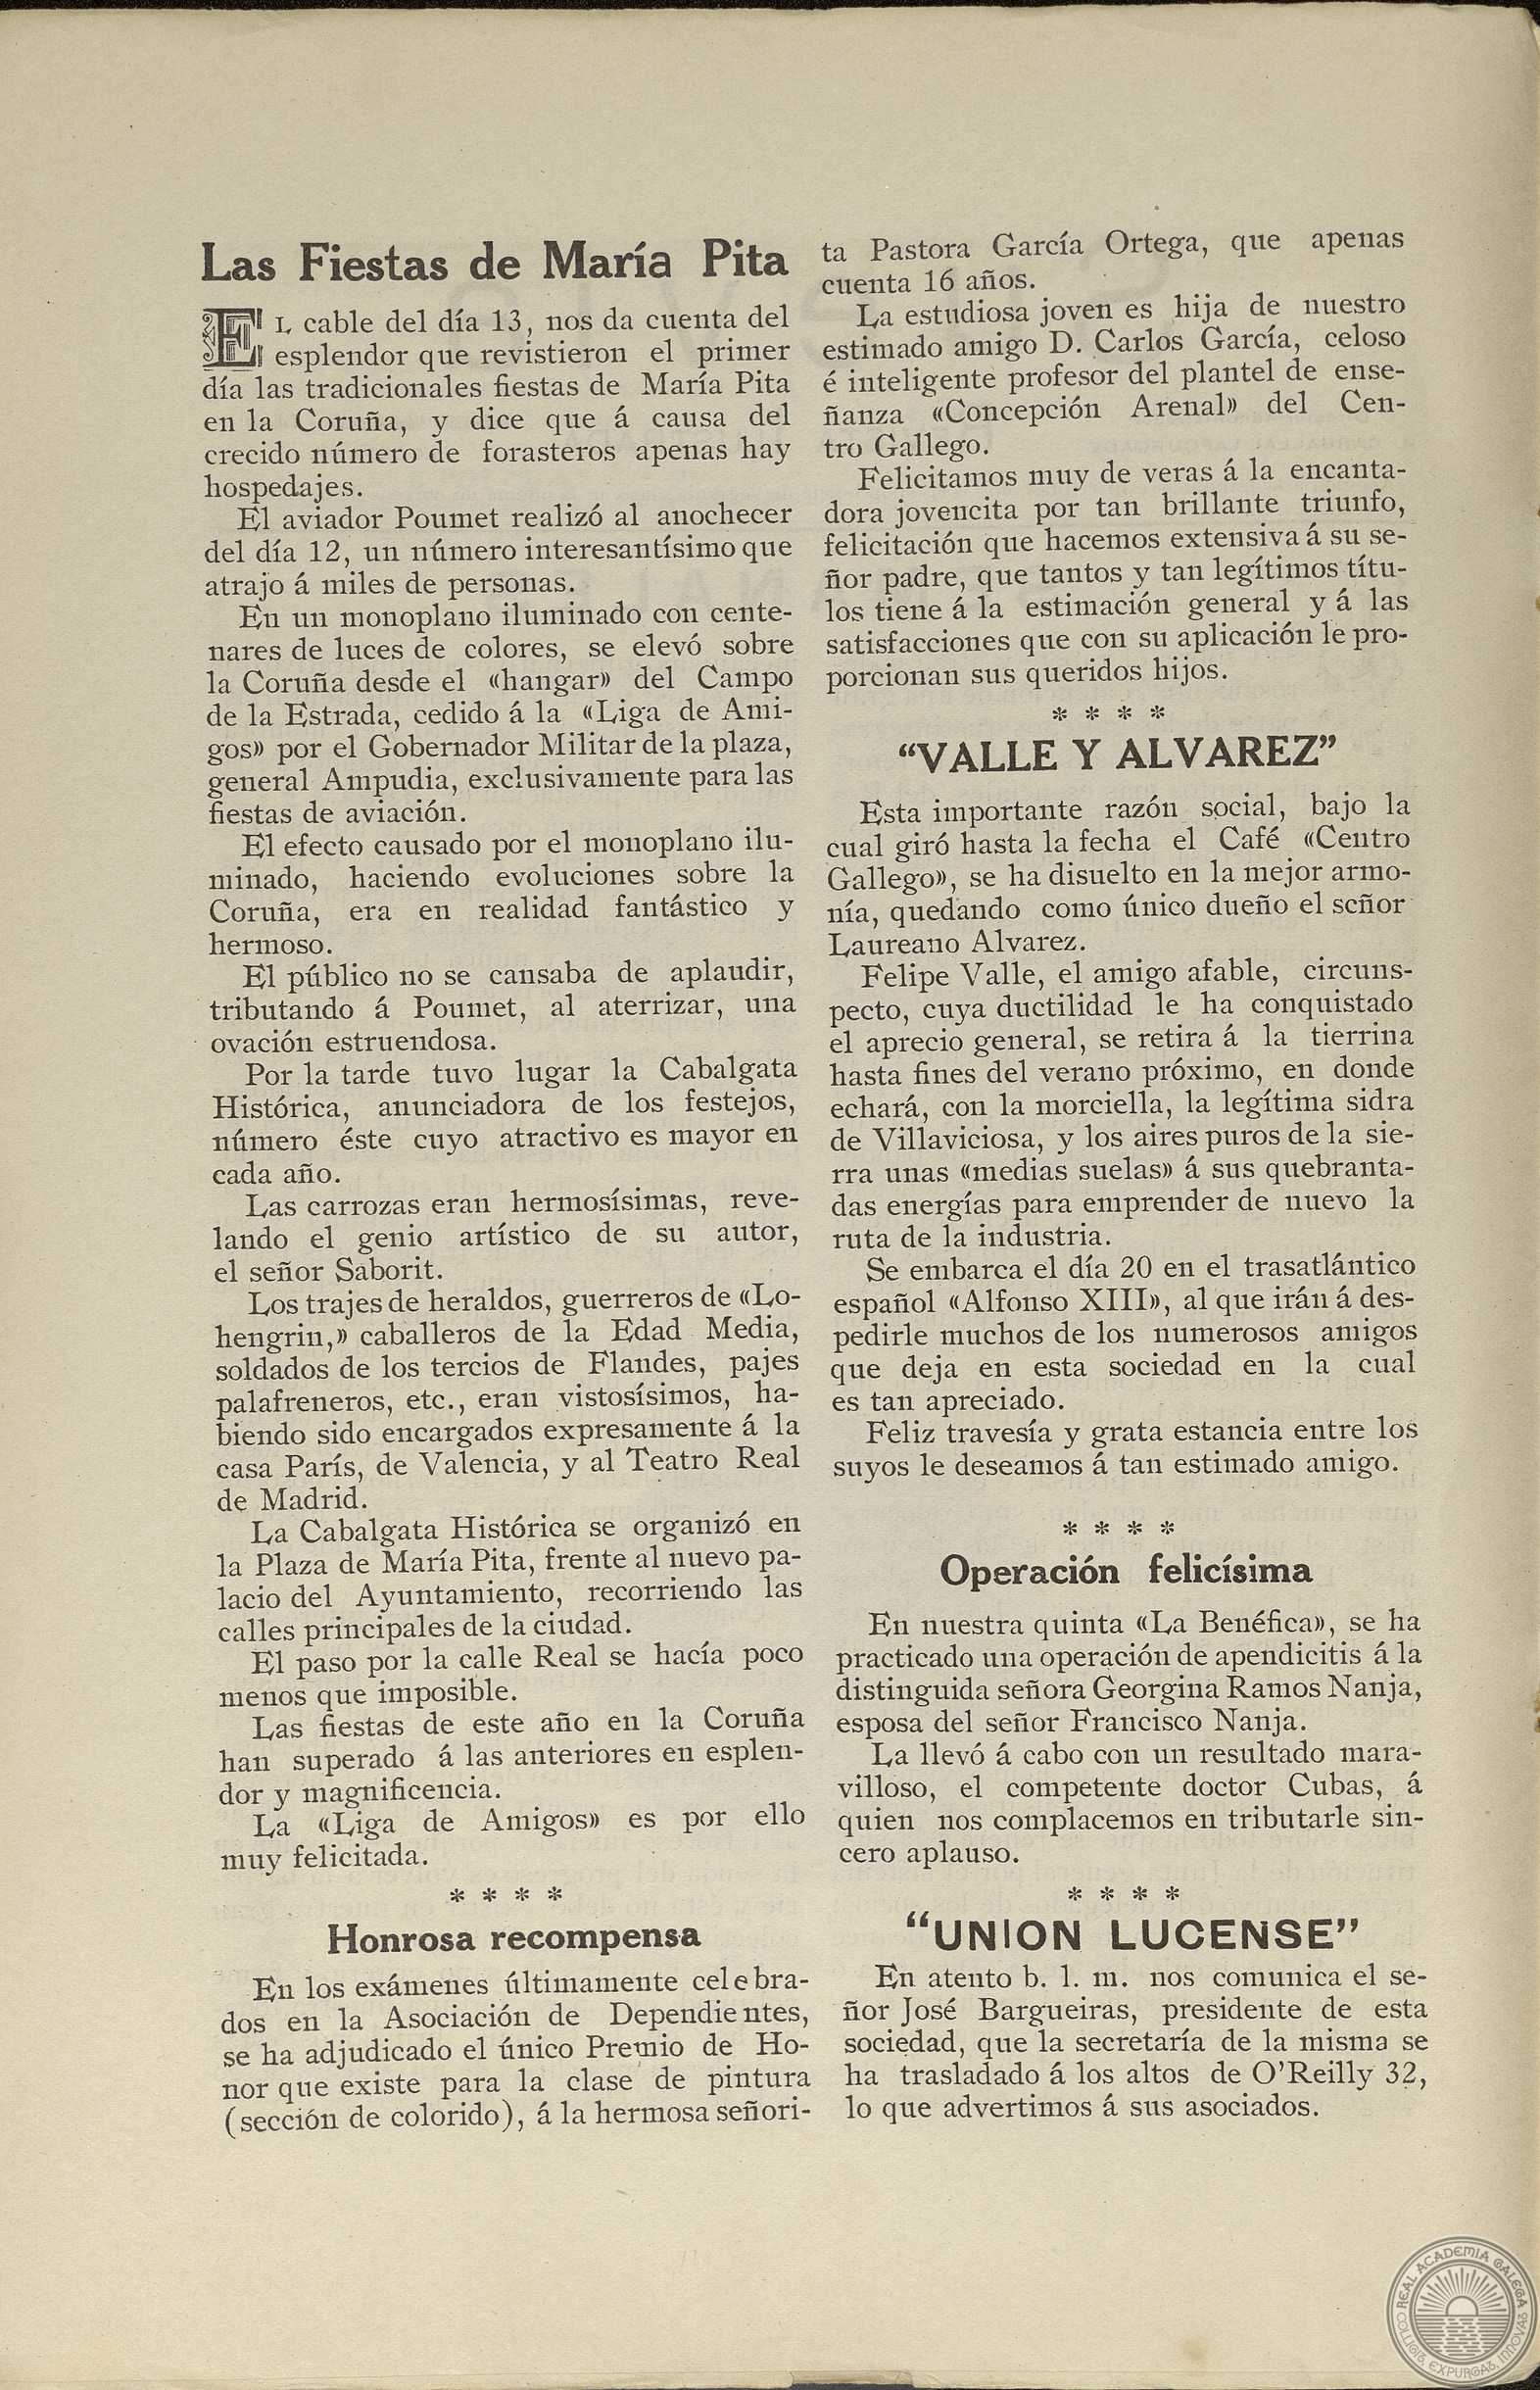 Las Fiestas de María Pita
EL cable del día 13, nos da cuenta del
esplendor que revistieron el primer
día las tradicionales fiestas de María Pita
en la Coruña, y dice que á causa del
crecido número de forasteros apenas hay
hospedajes.
El aviador Poumet realizó al anochecer
del día 12, un número interesantísimo que
atrajo á miles de personas.
En un monoplano iluminado con cente-
nares de luces de colores, se elevó sobre
la Coruña desde el «hangar» del Campo
de la Estrada, cedido á la «Liga de Ami-
gos» por el Gobernador Militar de la plaza,
general Ampudia, exclusivamente para las
fiestas de aviación.
El efecto causado por el monoplano ilu-
minado, haciendo evoluciones sobre la
Coruña, era en realidad fantástico y
hermoso.
El público no se cansaba de aplaudir,
tributando á Poumet, al aterrizar, una
ovación estruendosa.
Por la tarde tuvo lugar la Cabalgata
Histórica, anunciadora de los festejos,
número éste cuyo atractivo es mayor en
cada año.
Las carrozas eran hermosísimas, reve-
lando el genio artístico de su autor,
el señor Saborit.
Los trajes de heraldos, guerreros de «Lo-
hengrin,» caballeros de la Edad Media,
soldados de los tercios de Flandes, pajes
palafreneros, etc., eran vistosísimos, ha-
biendo sido encargados expresamente á la
casa París, de Valencia, y al Teatro Real
de Madrid.
La Cabalgata Histórica se organizó en
la Plaza de María Pita, frente al nuevo pa-
lacio del Ayuntamiento, recorriendo las
calles principales de la ciudad.
El paso por la calle Real se hacía poco
menos que imposible.
Las fiestas de este año en la Coruña
han superado á las anteriores en esplen-
dor y magnificencia.
La «Liga de Amigos» es por ello
muy felicitada.
* * * *
Honrosa recompensa
En los exámenes últimamente celebra-
dos en la Asociación de Dependientes,
se ha adjudicado el único Premio de Ho-
nor que existe para la clase de pintura
(sección de colorido), á la hermosa señori-
ta Pastora García Ortega, que apenas
cuenta 16 años.
La estudiosa joven es hija de nuestro
estimado amigo D. Carlos García, celoso
é inteligente profesor del plantel de ense-
ñanza «Concepción Arenal» del Cen-
tro Gallego.
Felicitamos muy de veras á la encanta-
dora jovencita por tan brillante triunfo,
felicitación que hacemos extensiva á su se-
ñor padre, que tantos y tan legítimos títu-
los tiene á la estimación general y á las
satisfacciones que con su aplicación le pro-
porcionan sus queridos hijos.
* * * *
“VALLE Y ALVAREZ”
Esta importante razón social, bajo la
cual giró hasta la fecha el Café «Centro
Gallego», se ha disuelto en la mejor armo-
nía, quedando como único dueño el señor
Laureano Alvarez.
Felipe Valle, el amigo afable, circuns-
pecto, cuya ductilidad le ha conquistado
el aprecio general, se retira á la tierrina
hasta fines del verano próximo, en donde
echará, con la morciella, la legítima sidra
de Villaviciosa, y los aires puros de la sie-
rra unas «medias suelas» á sus quebranta-
das energías para emprender de nuevo la
ruta de la industria.
Se embarca el día 20 en el trasatlántico
español «Alfonso XIII», al que irán á des-
pedirle muchos de los numerosos amigos
que deja en esta sociedad en la cual
es tan apreciado.
Feliz travesía y grata estancia entre los
suyos le deseamos á tan estimado amigo.
* * * *
Operación felicísima
En nuestra quinta «La Benéfica», se ha
practicado una operación de apendicitis á la
distinguida señora Georgina Ramos Nanja,
esposa del señor Francisco Nanja.
La llevó á cabo con un resultado mara-
villoso, el competente doctor Cubas, á
quien nos complacemos en tributarle sin-
cero aplauso.
* * * *
“UNION LUCENSE”
En atento b. l. m. nos comunica el se-
ñor José Bargueiras, presidente de esta
sociedad, que la secretaría de la misma se
ha trasladado á los altos de O’Reilly 32,
lo que advertimos á sus asociados.
REAL ACADEMIA GALEGA
COLLIGIT, EXPURGAT, INNOVAT